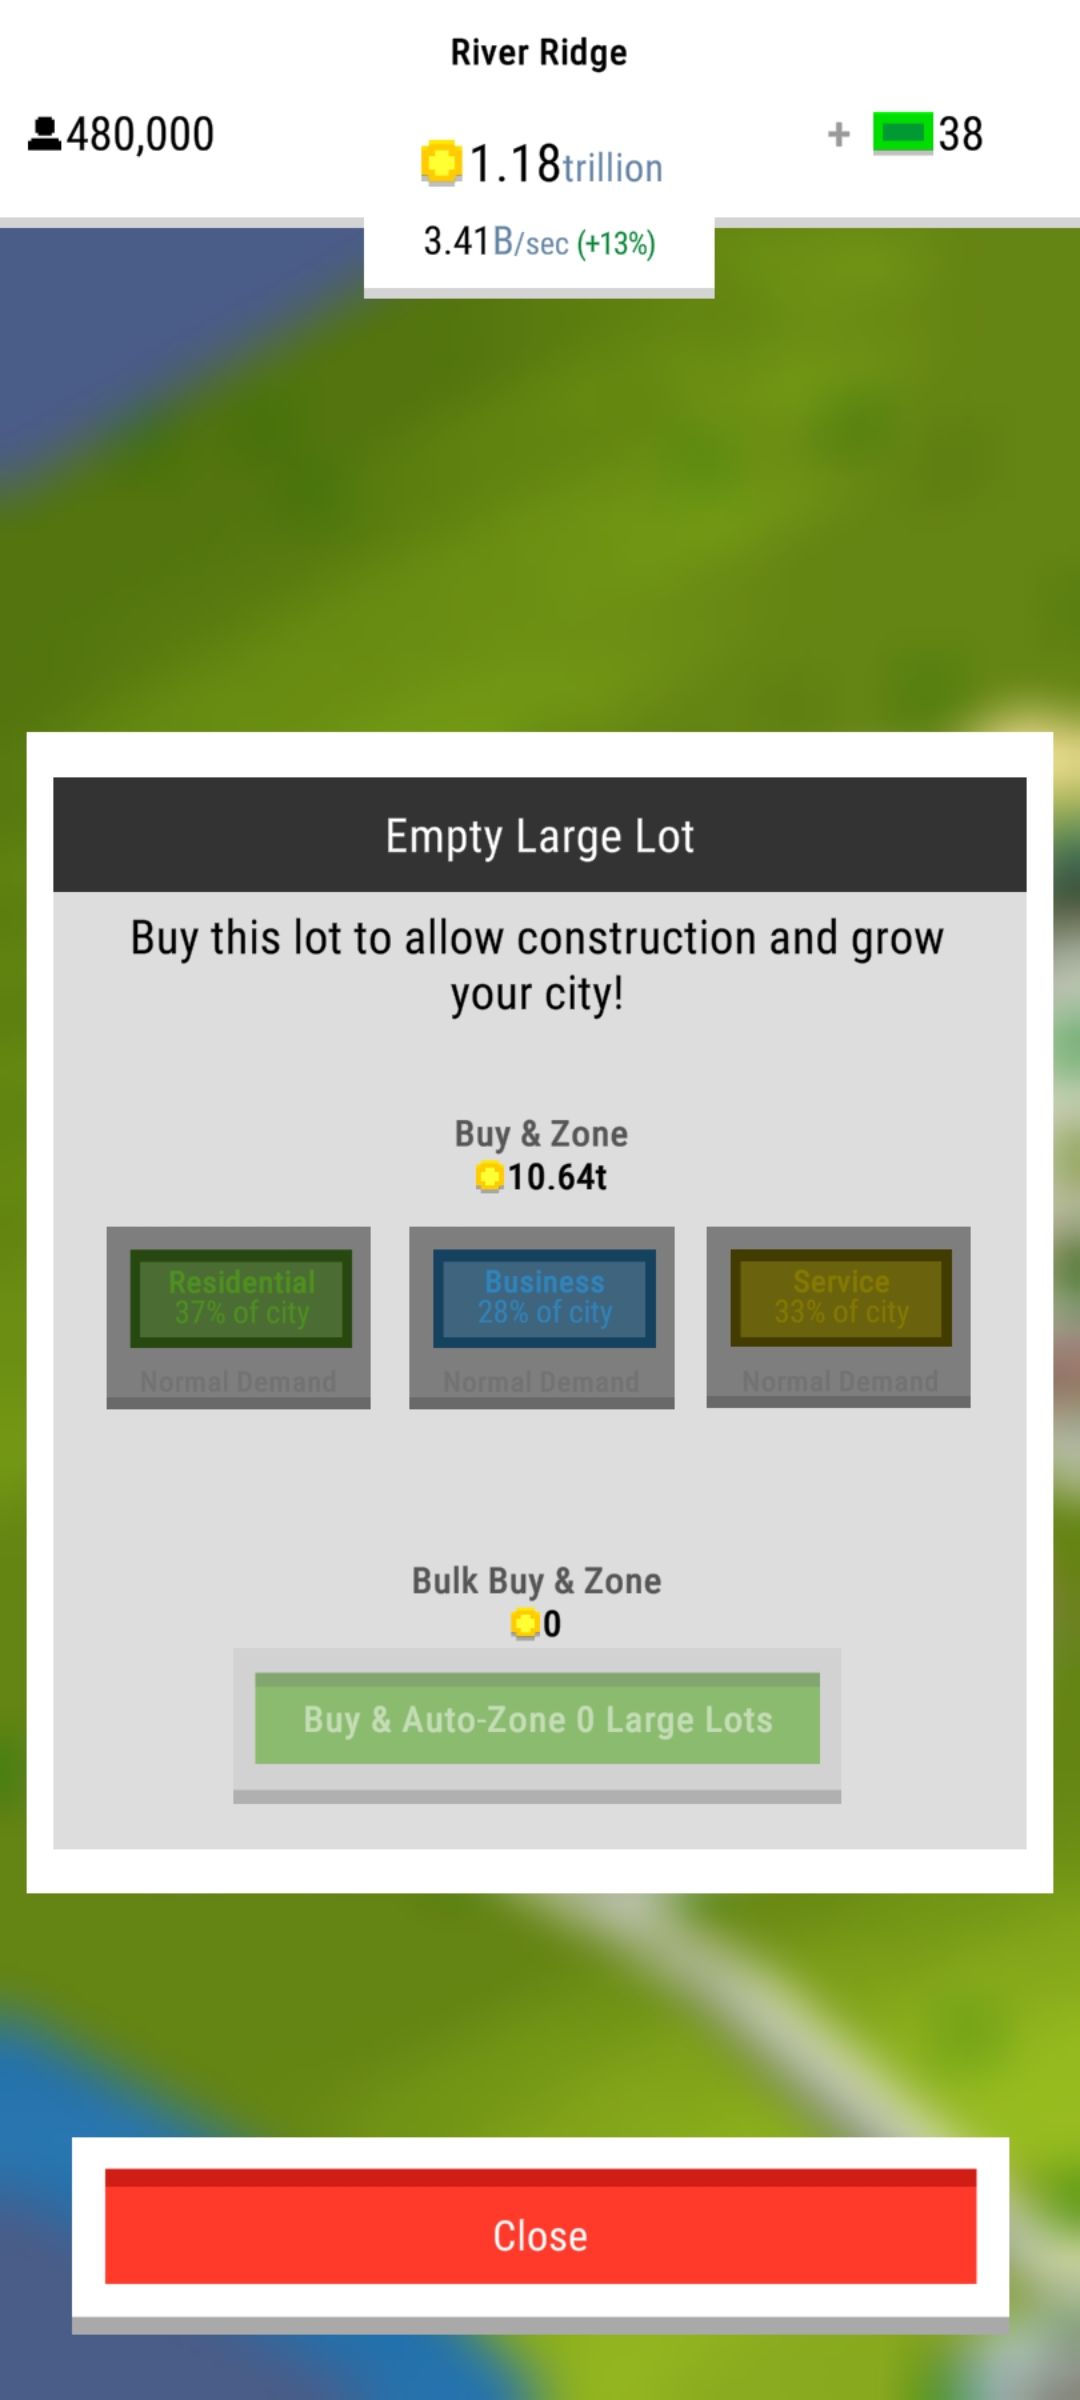 River Ridge
480,000
1.18trillion
+ 38
3.41B/sec (+13%)
Empty Large Lot
Buy this lot to allow construction and grow
your city!
Buy & Zone
10.64t
Residential
37% of city
Normal Demand
Business
28% of city
Normal Demand
Service
33% of city
Normal Demand
Bulk Buy & Zone
0
Buy & Auto-Zone 0 Large Lots
Close